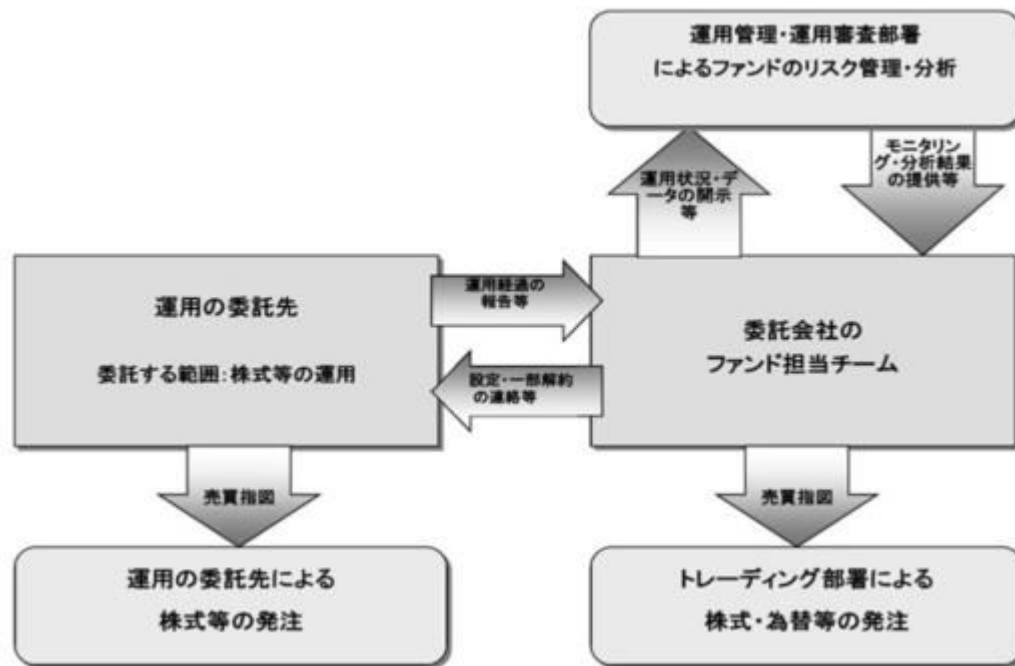 運用管理・運用審査部署
によるファンドのリスク管理・分析
運用状況・デ
ータの開示
等
モニタリン
グ・分析結果
の提供等
運用の委託先
委託する範囲:株式等の運用
運用経過の
報告等
設定・一部解約
の連絡等
委託会社の
ファンド担当チーム
売買指図
売買指図
運用の委託先による
株式等の発注
トレーディング部署による
株式・為替等の発注